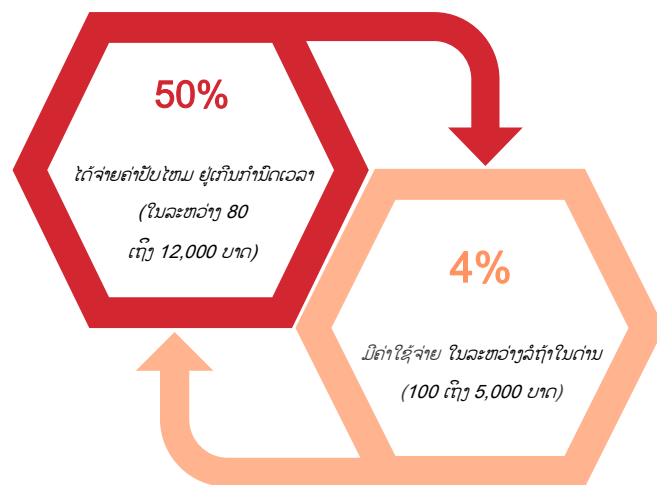 50%
ໄດ້ຈ່າຍຄ່າປັບໄຫມ ຢູ່ເກີນກຳນົດເວລາ
(ໃນລະຫວ່າງ 80
ເຖິງ 12,000 ບາດ)
4%
ມີຄ່າໃຊ້ຈ່າຍ ໃນລະຫວ່າງລໍຖ້າໃນດ່ານ
(100 ເຖິງ 5,000 ບາດ)